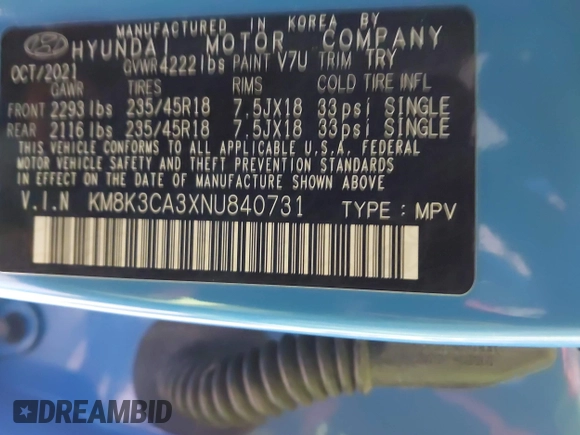 MANUFACTURED IN KOREA BY
HYUNDAI MOTOR COMPANY
OCT/2021 GVWR 4222 lbs PAINT V7U TRIM TRY
GAWR TIRES RIMS COLD TIRE INFL.
FRONT 2293 lbs 235/45R18 7.5JX18 33psi SINGLE
REAR 2116 lbs 235/45R18 7.5JX18 33psi SINGLE
THIS VEHICLE CONFORMS TO ALL APPLICABLE U.S.A. FEDERAL
MOTOR VEHICLE SAFETY AND THEFT PREVENTION STANDARDS
IN EFFECT ON THE DATE OF MANUFACTURE SHOWN ABOVE.
V.I.N KM8K3CA3XNU840731 TYPE : MPV
DREAMBID